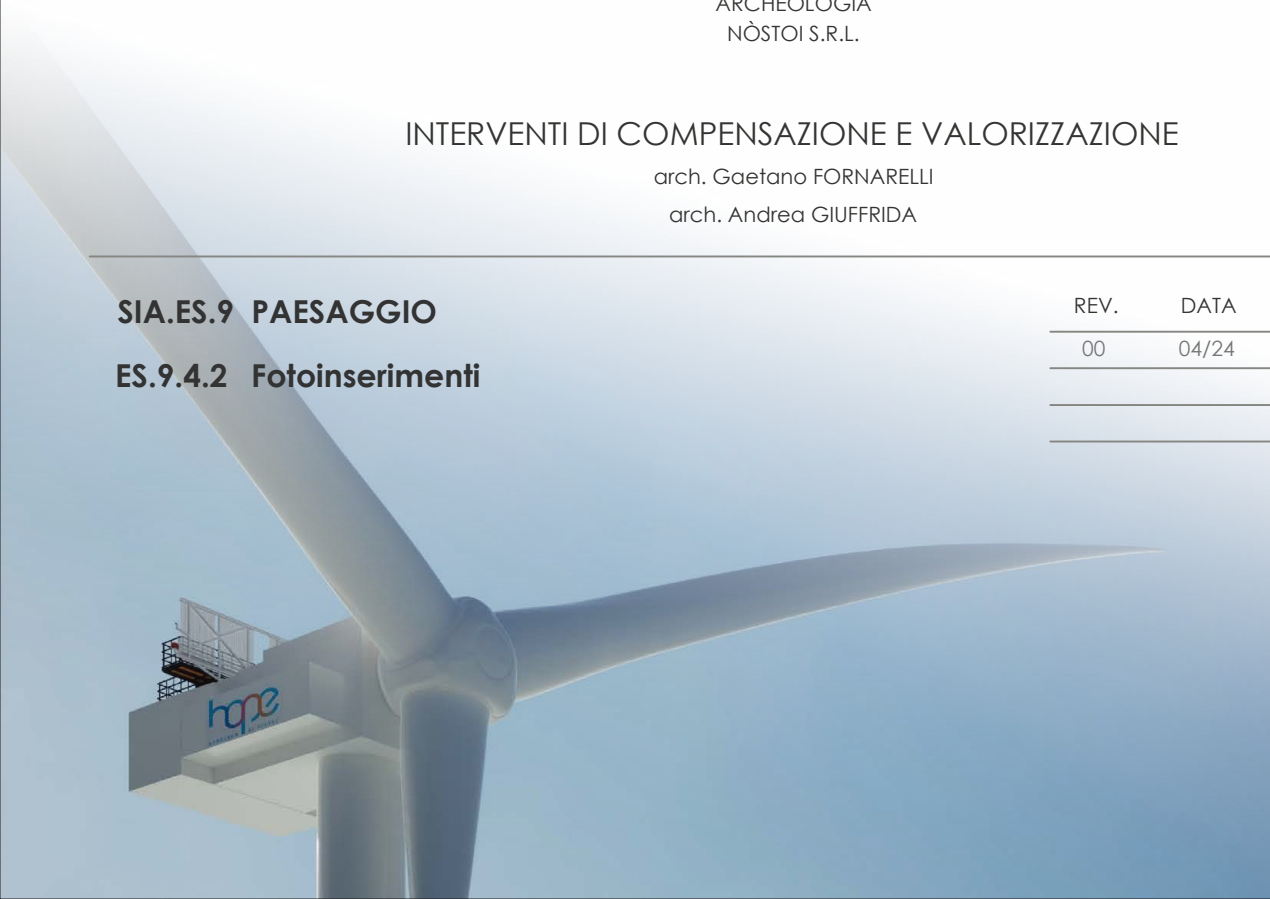 ARCHEOLOGIA
NÒSTOI S.R.L.
INTERVENTI DI COMPENSAZIONE E VALORIZZAZIONE
arch. Gaetano FORNARELLI
arch. Andrea GIUFFRIDA
SIA.ES.9 PAESAGGIO
ES.9.4.2 Fotoinserimenti
REV. DATA
00 04/24
hope